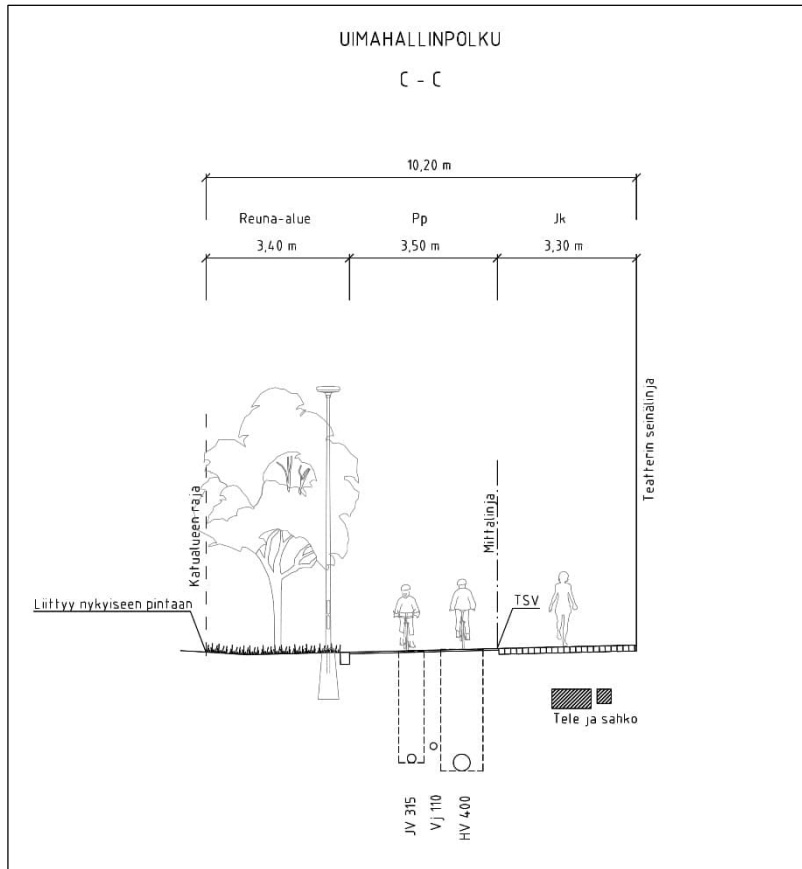 UIMAHALLINPOLKU
C - C
10,20 m
Reuna-alue
Pp
Jk
3,40 m
3,50 m
3,30 m
Katualueen raja
Mittalinja
Teatterin seinälinja
Liittyy nykyiseen pintaan
TSV
Tele ja sahko
JV 315
Vj 110
HV 400